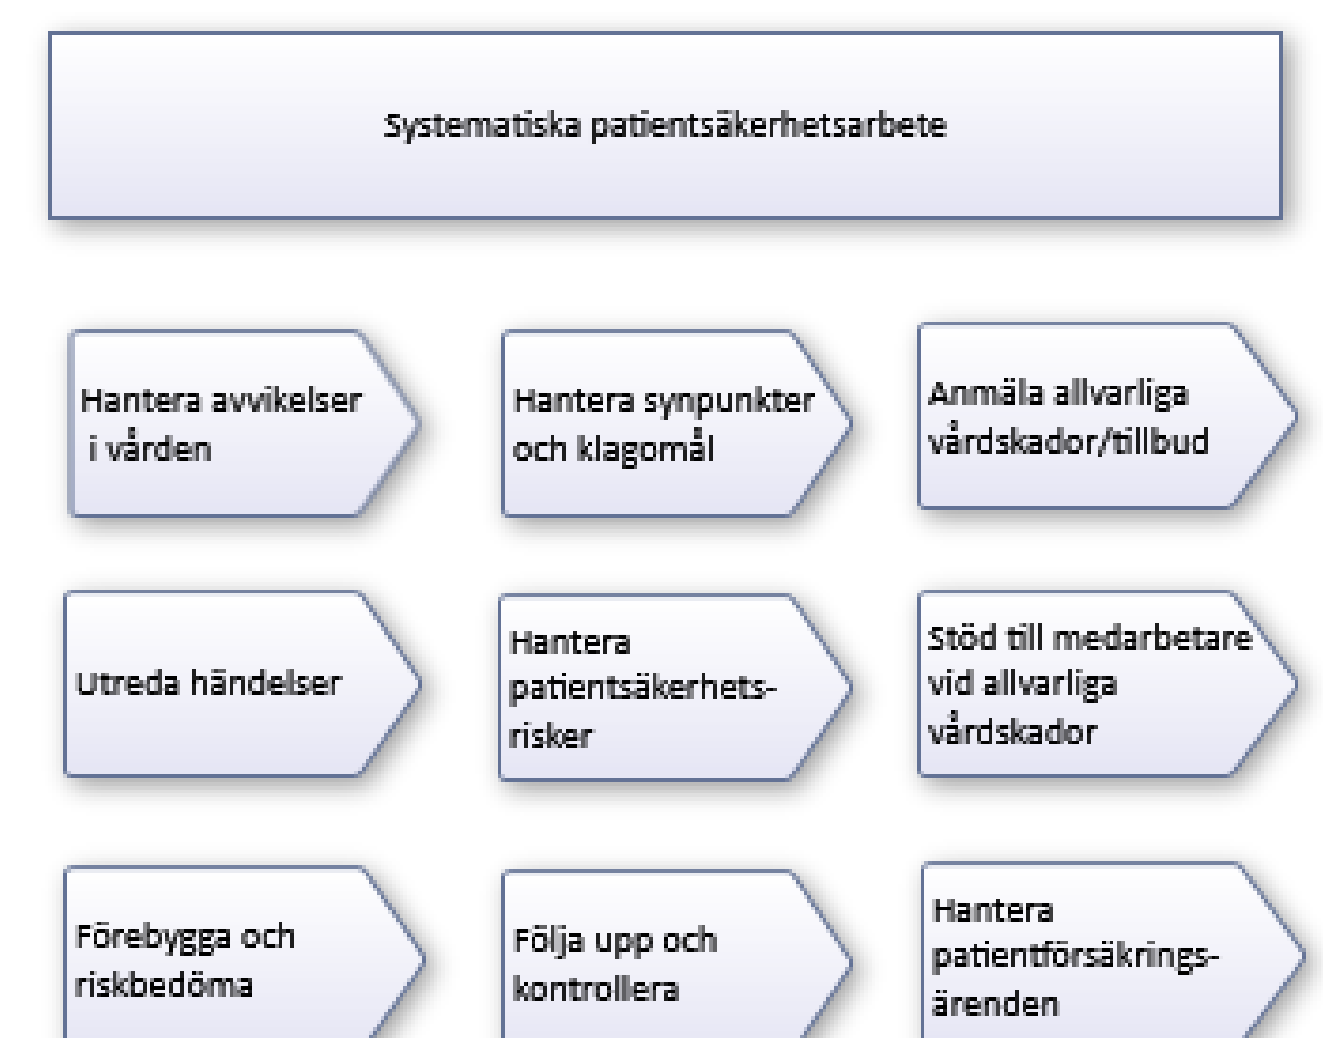 Systematiska patientsäkerhetsarbete
Hantera avvikelser
i vården
Hantera synpunkter
och klagomål
Anmäla allvarliga
vårdskador/tillbud
Utreda händelser
Hantera
patientsäkerhets-
risker
Stöd till medarbetare
vid allvarliga
vårdskador
Förebygga och
riskbedöma
Följa upp och
kontrollera
Hantera
patientförsäkrings-
ärenden